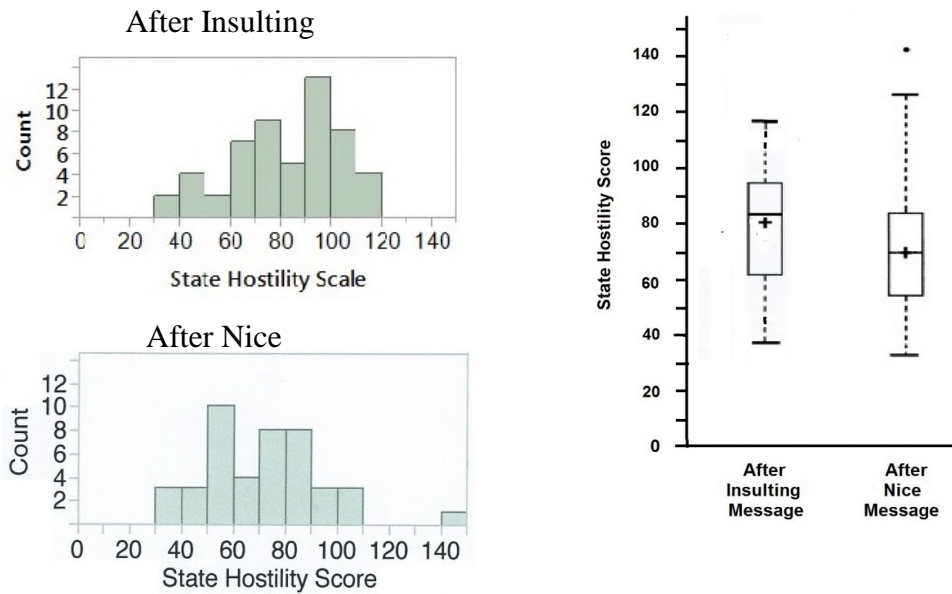 After Insulting
Count
12
10
8
6
4
2
0 20 40 60 80 100 120 140
State Hostility Scale
After Nice
Count
12
10
8
6
4
2
0 20 40 60 80 100 120 140
State Hostility Score
State Hostility Score
140
120
100
80
60
40
20
0
After
Insulting
Message
After
Nice
Message